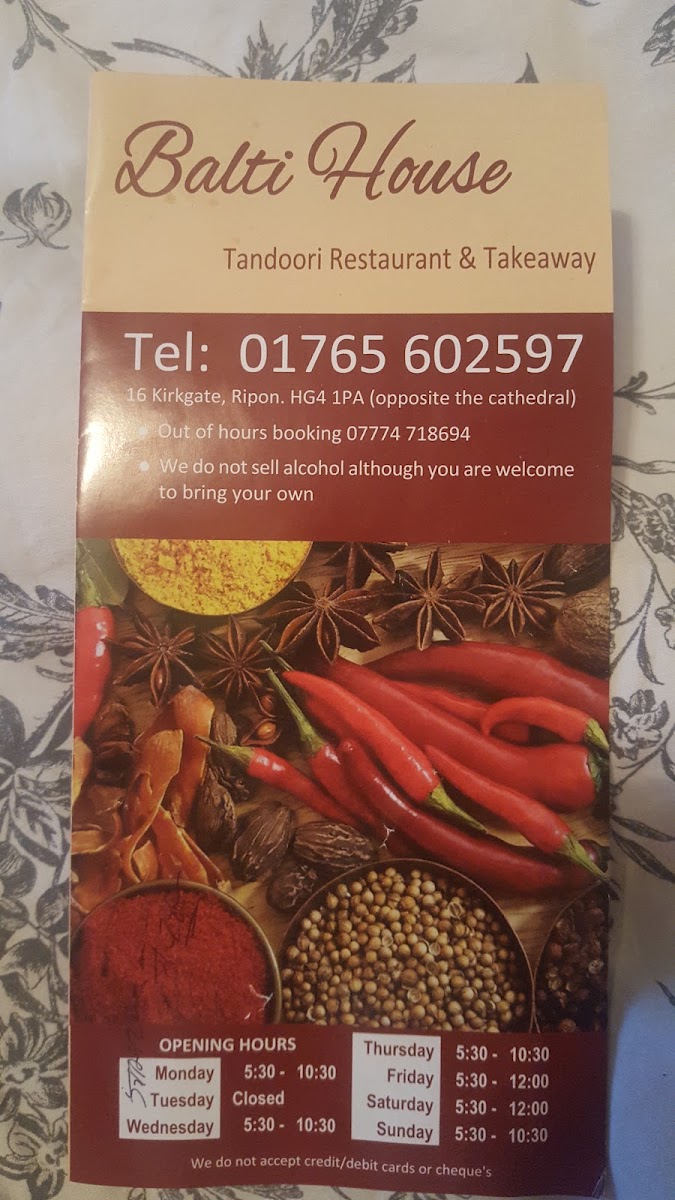 Balti House
Tandoori Restaurant & Takeaway
Tel: 01765 602597
16 Kirkgate, Ripon. HG4 1PA (opposite the cathedral)
• Out of hours booking 07774 718694
• We do not sell alcohol although you are welcome
to bring your own
OPENING HOURS
Monday 5:30 - 10:30
Tuesday Closed
Wednesday 5:30 - 10:30
Thursday 5:30 - 10:30
Friday 5:30 - 12:00
Saturday 5:30 - 12:00
Sunday 5:30 - 10:30
We do not accept credit/debit cards or cheque's